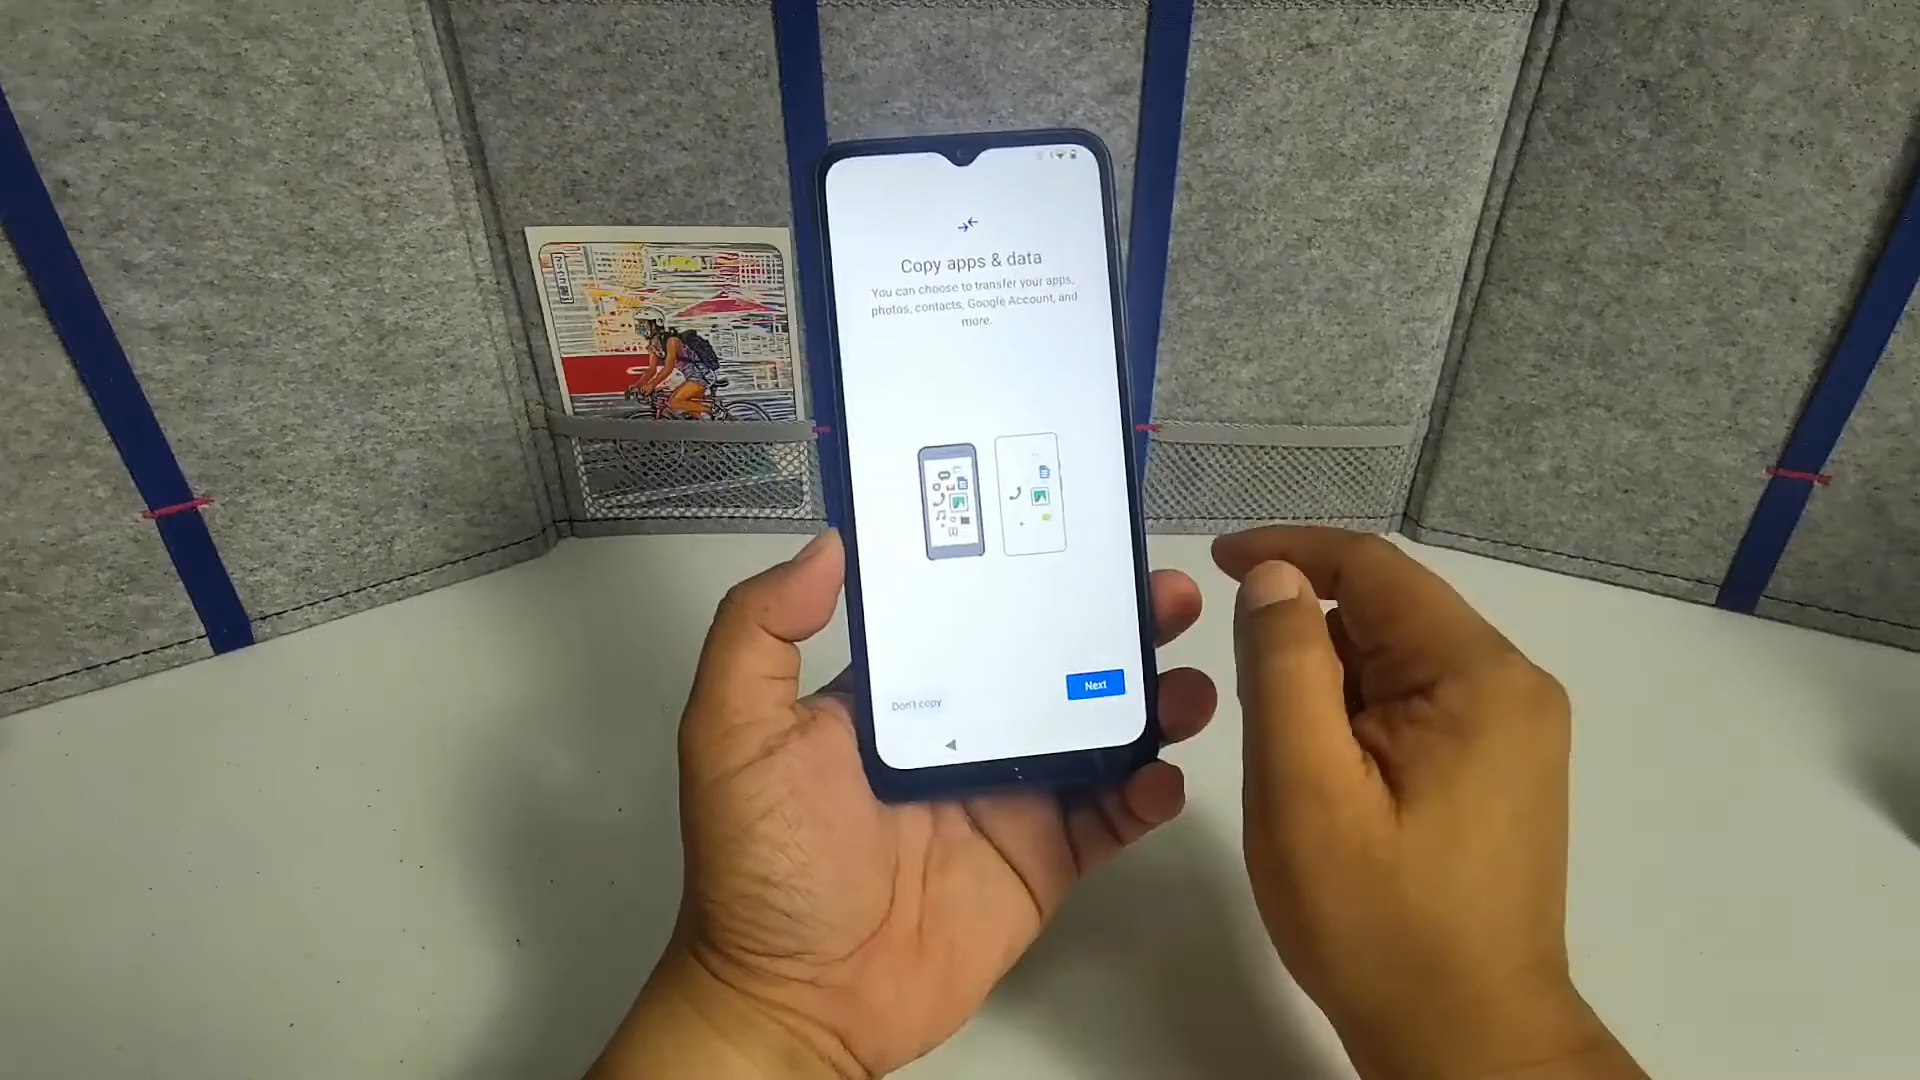 Copy apps & data
You can choose to transfer your apps,
photos, contacts, Google Account, and
more.
Don't copy
Next